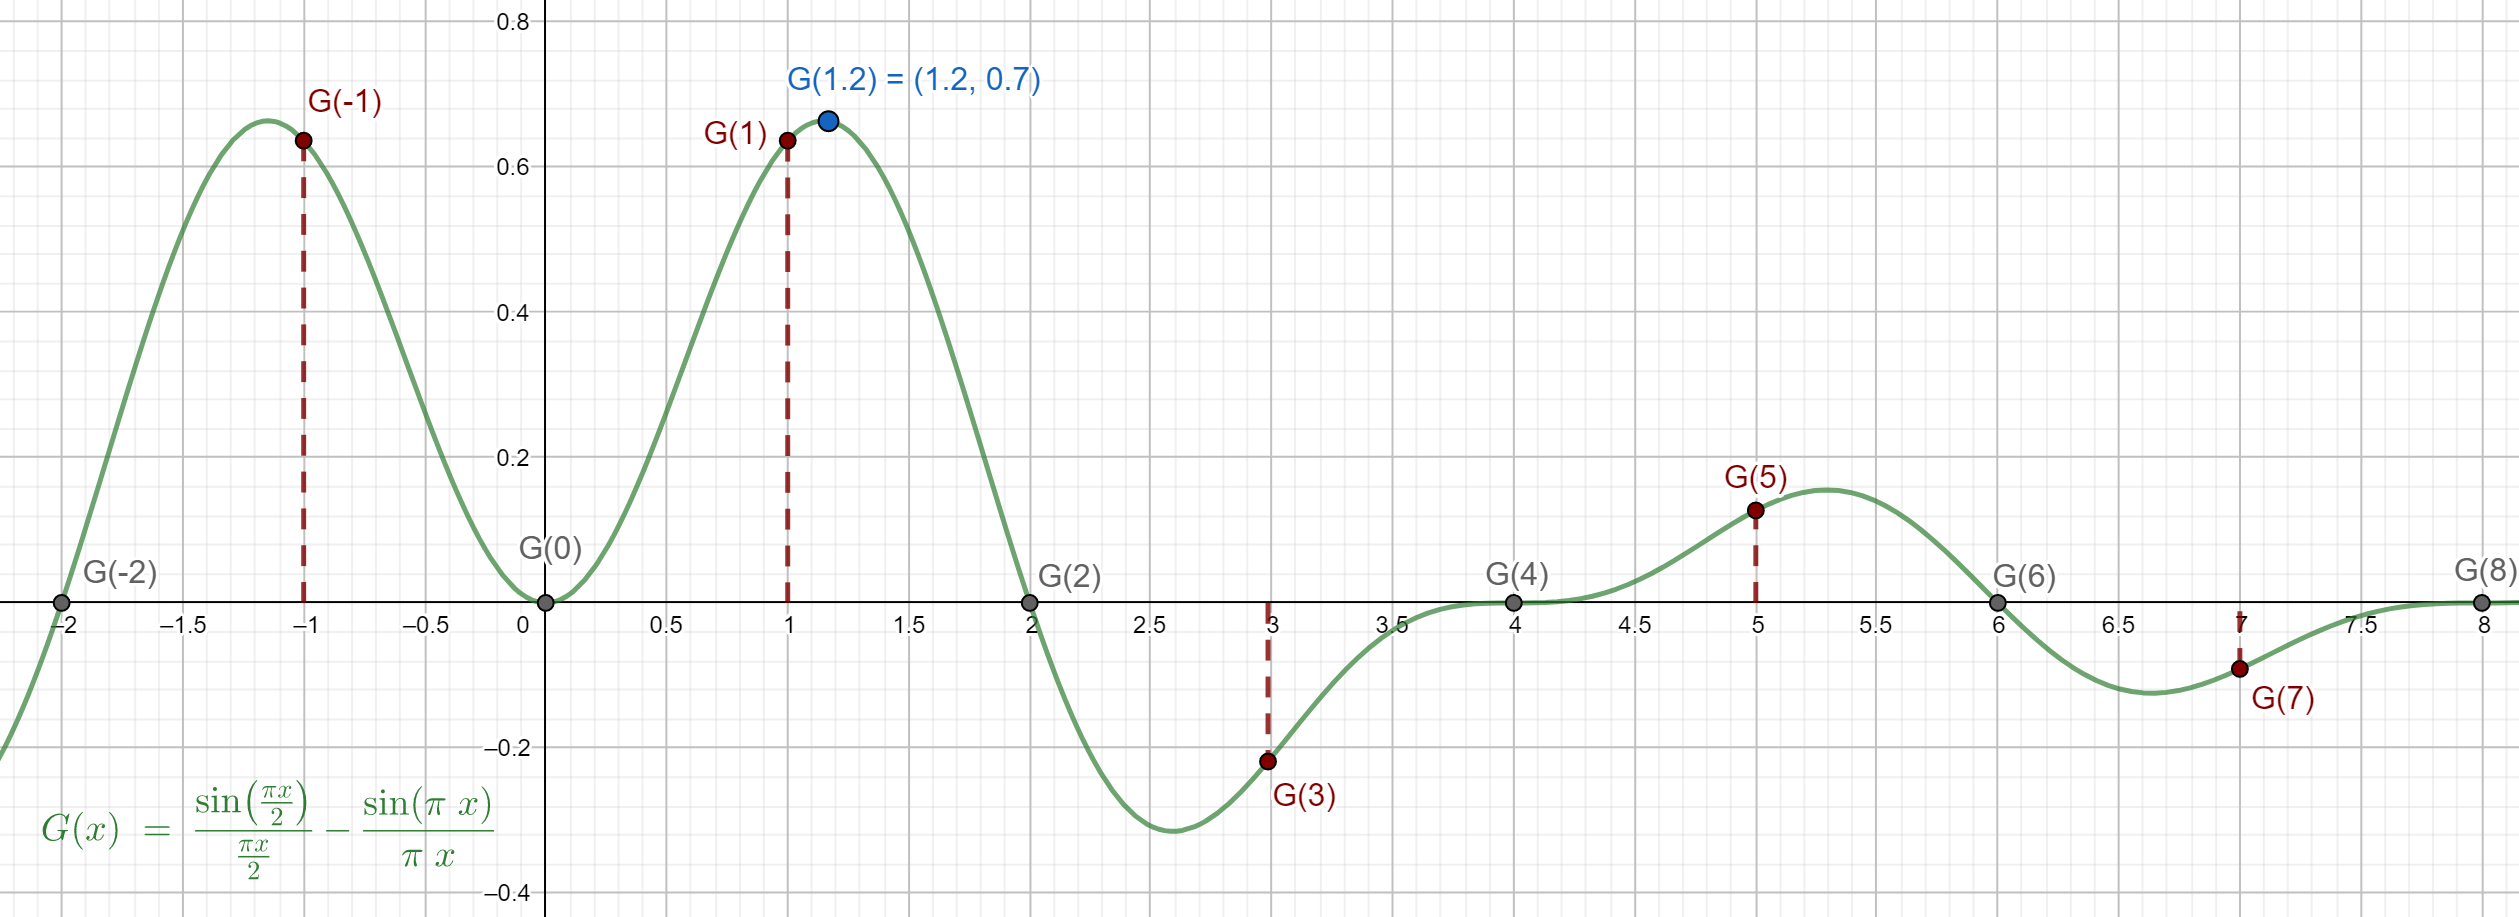 0.8
G(1.2) = (1.2, 0.7)
G(-1)
G(1)
0.6
0.4
0.2
G(5)
G(-2)
G(0)
G(2)
G(4)
G(6)
G(8)
–2 –1.5 –1 –0.5 0 0.5 1 1.5 2 2.5 3 3.5 4 4.5 5 5.5 6 6.5 7 7.5 8
G(7)
–0.2
G(3)
G(x) = sin(πx/2)/(πx/2) – sin(π x)/(π x)
–0.4